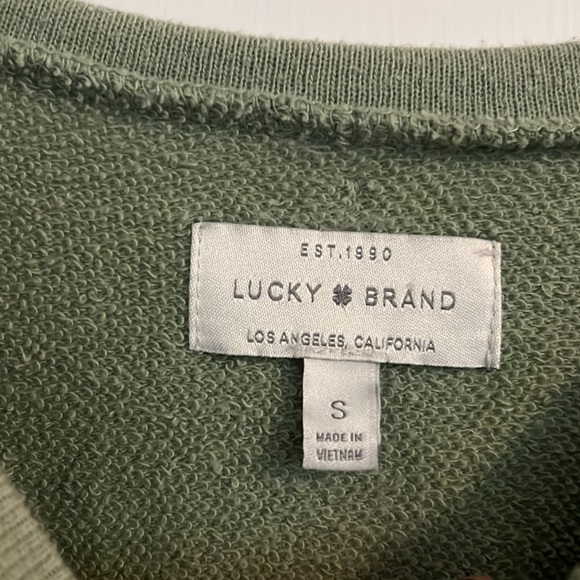 EST.1990
LUCKY BRAND
LOS ANGELES, CALIFORNIA
S
MADE IN
VIETNAM